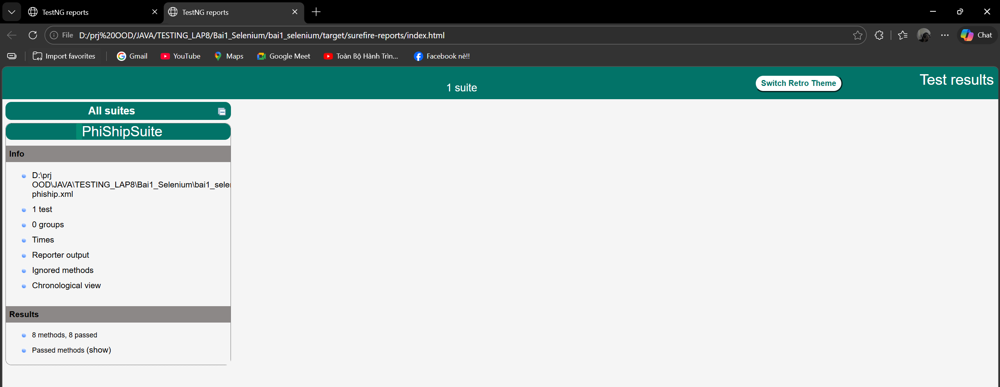 TestNG reports
TestNG reports
File D:/prj%20OOD/JAVA/TESTING_LAP8/Bai1_Selenium/bai1_selenium/target/surefire-reports/index.html
Chat
Import favorites
Gmail
YouTube
Maps
Google Meet
Toàn Bộ Hành Trìn...
Facebook nè!!
1 suite
Switch Retro Theme
Test results
All suites
PhiShipSuite
Info
D:\prj
OOD\JAVA\TESTING_LAP8\Bai1_Selenium\bai1_sele
phiship.xml
1 test
0 groups
Times
Reporter output
Ignored methods
Chronological view
Results
8 methods, 8 passed
Passed methods (show)